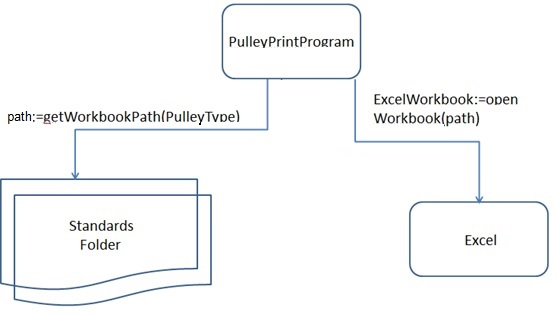 PulleyPrintProgram
path:=getWorkbookPath(PulleyType)
ExcelWorkbook:=open
Workbook(path)
Standards
Folder
Excel